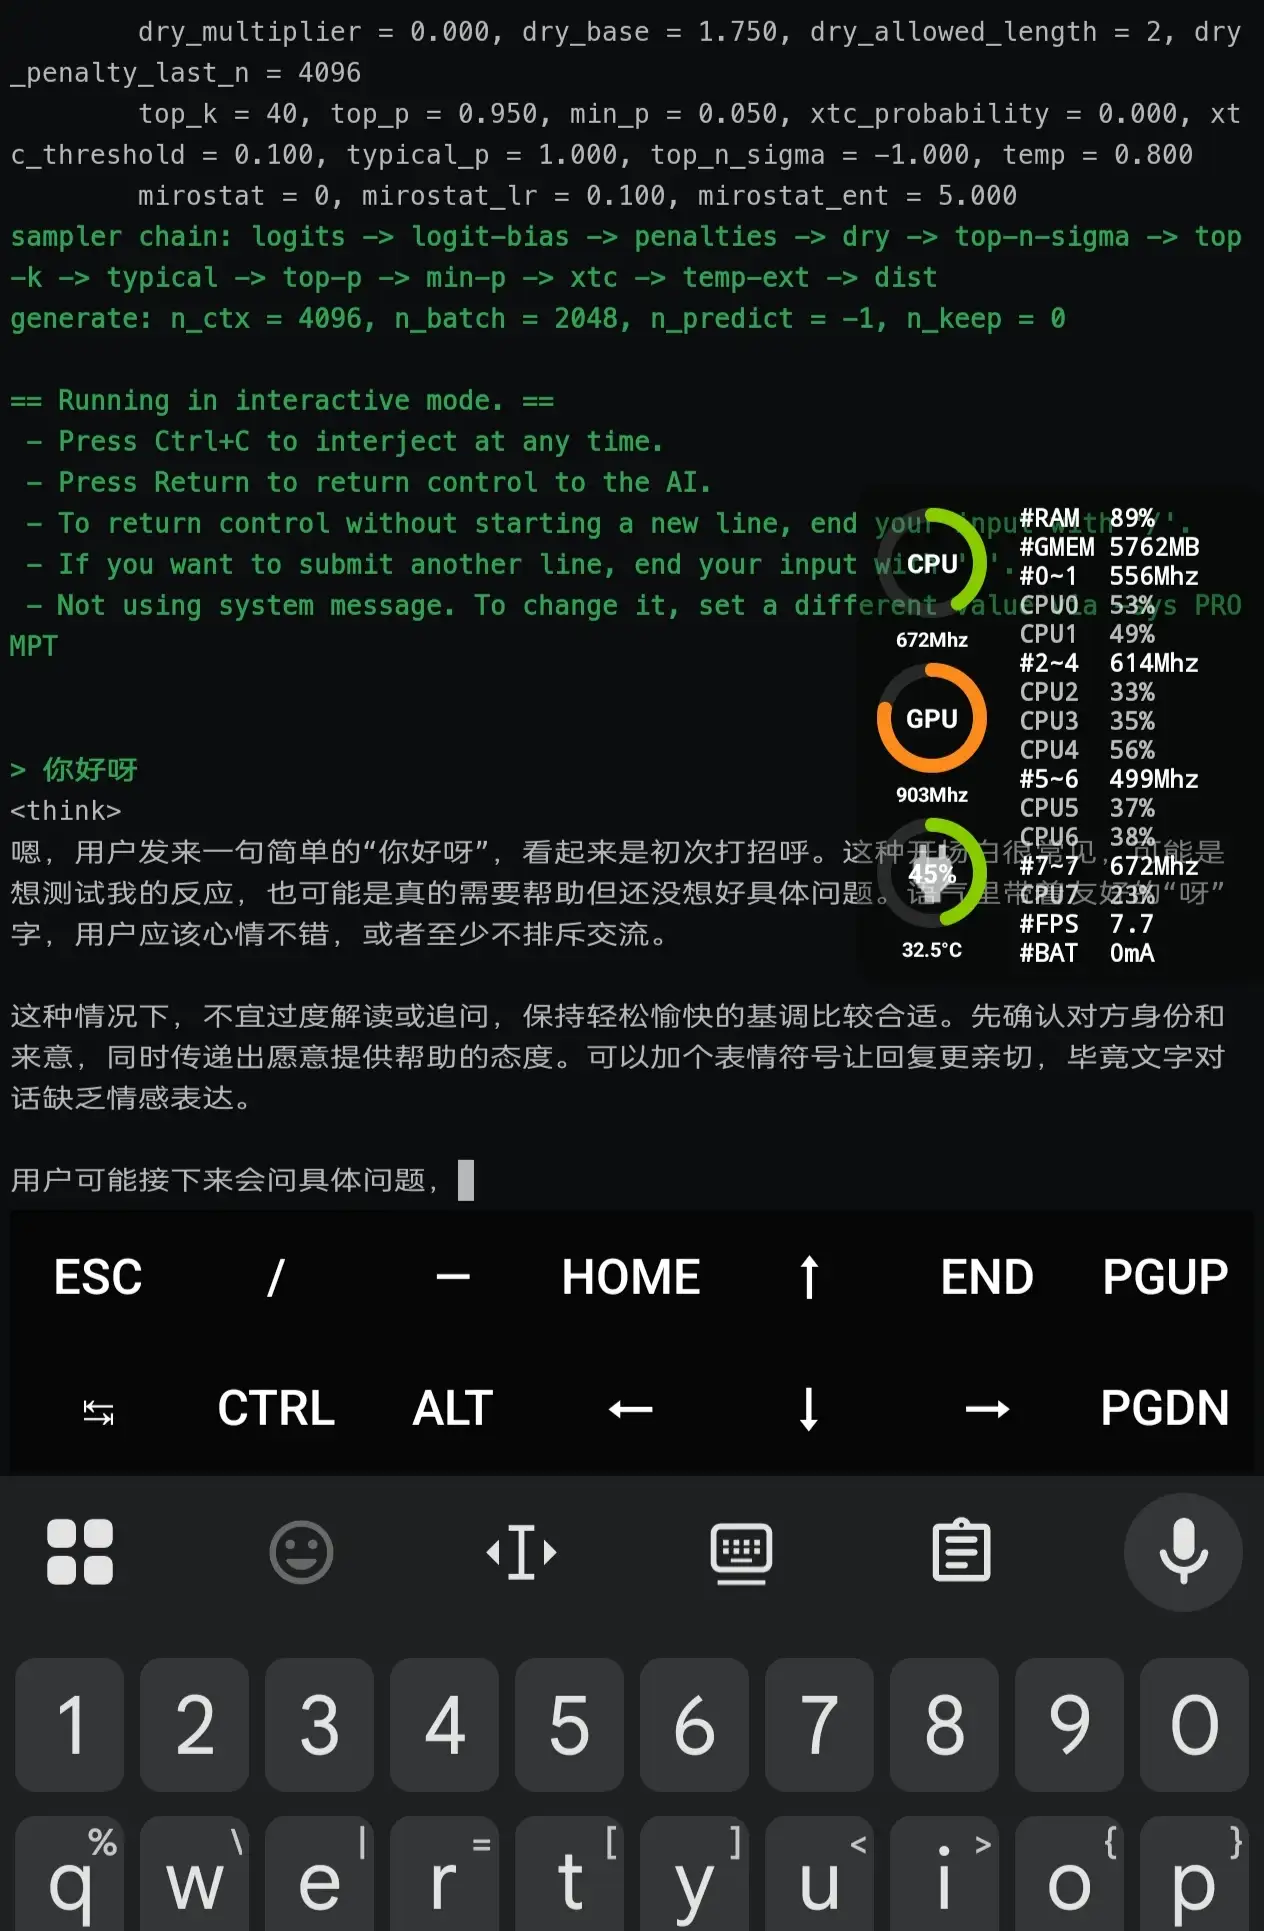 dry_multiplier = 0.000, dry_base = 1.750, dry_allowed_length = 2, dry
_penalty_last_n = 4096
top_k = 40, top_p = 0.950, min_p = 0.050, xtc_probability = 0.000, xt
c_threshold = 0.100, typical_p = 1.000, top_n_sigma = -1.000, temp = 0.800
mirostat = 0, mirostat_lr = 0.100, mirostat_ent = 5.000
sampler chain: logits -> logit-bias -> penalties -> dry -> top-n-sigma -> top
-k -> typical -> top-p -> min-p -> xtc -> temp-ext -> dist
generate: n_ctx = 4096, n_batch = 2048, n_predict = -1, n_keep = 0
== Running in interactive mode. ==
- Press Ctrl+C to interject at any time.
- Press Return to return control to the AI.
- To return control without starting a new line, end your input with '/'.
- If you want to submit another line, end your input
- Not using system message. To change it, set a different value via -sys PRO
MPT
> 你好呀
<think>
嗯，用户发来一句简单的“你好呀”，看起来是初次打招呼。这种开场白很常见，可能是
想测试我的反应，也可能是真的需要帮助但还没想好具体问题。语气里带着友好的“呀”
字，用户应该心情不错，或者至少不排斥交流。
这种情况下，不宜过度解读或追问，保持轻松愉快的基调比较合适。先确认对方身份和
来意，同时传递出愿意提供帮助的态度。可以加个表情符号让回复更亲切，毕竟文字对
话缺乏情感表达。
用户可能接下来会问具体问题，
CPU
672Mhz
GPU
903Mhz
45%
32.5°C
#RAM 89%
#GMEM 5762MB
#0~1 556Mhz
CPU0 53%
CPU1 49%
#2~4 614Mhz
CPU2 33%
CPU3 35%
CPU4 56%
#5~6 499Mhz
CPU5 37%
CPU6 38%
#7~7 672Mhz
CPU7 23%
#FPS 7.7
#BAT 0mA
ESC / — HOME ↑ END PGUP
↹ CTRL ALT ← ↓ → PGDN
1 2 3 4 5 6 7 8 9 0
% \ | = [ ] < > { }
q w e r t y u i o p